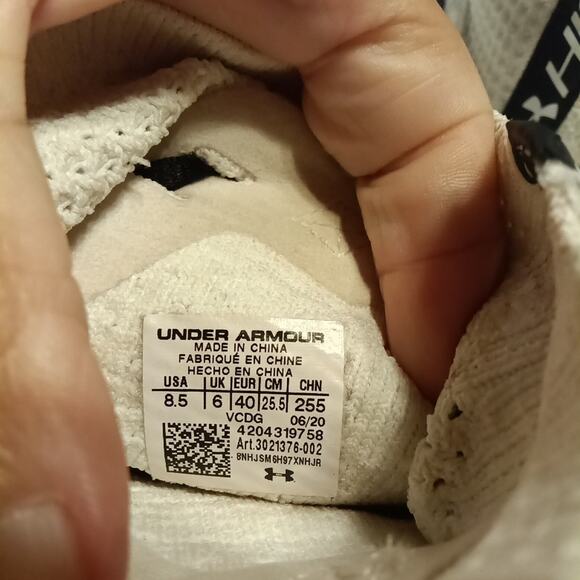 UNDER ARMOUR
MADE IN CHINA
FABRIQUÉ EN CHINE
HECHO EN CHINA
USA UK EUR CM CHN
8.5 6 40 25.5 255
VCDG 06/20
4204319758
Art.3021376-002
8NHJSM6H97XNHJR